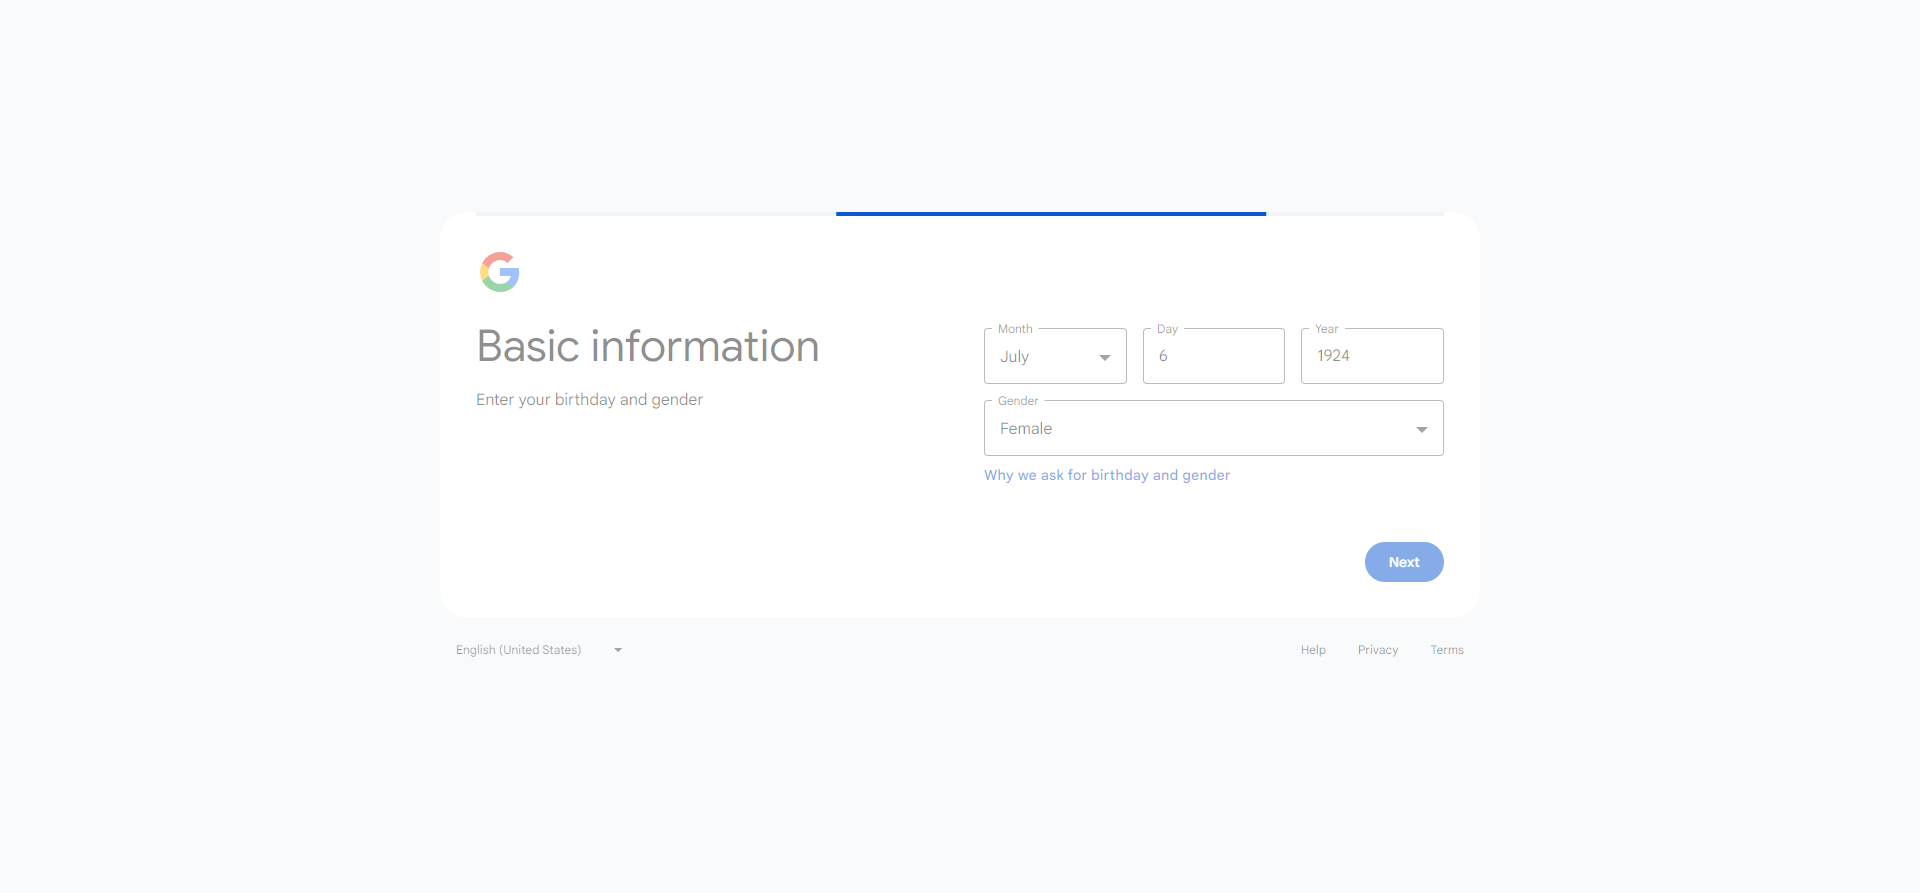 Basic information
Enter your birthday and gender
Month
July
Day
6
Year
1924
Gender
Female
Why we ask for birthday and gender
Next
English (United States)
Help
Privacy
Terms